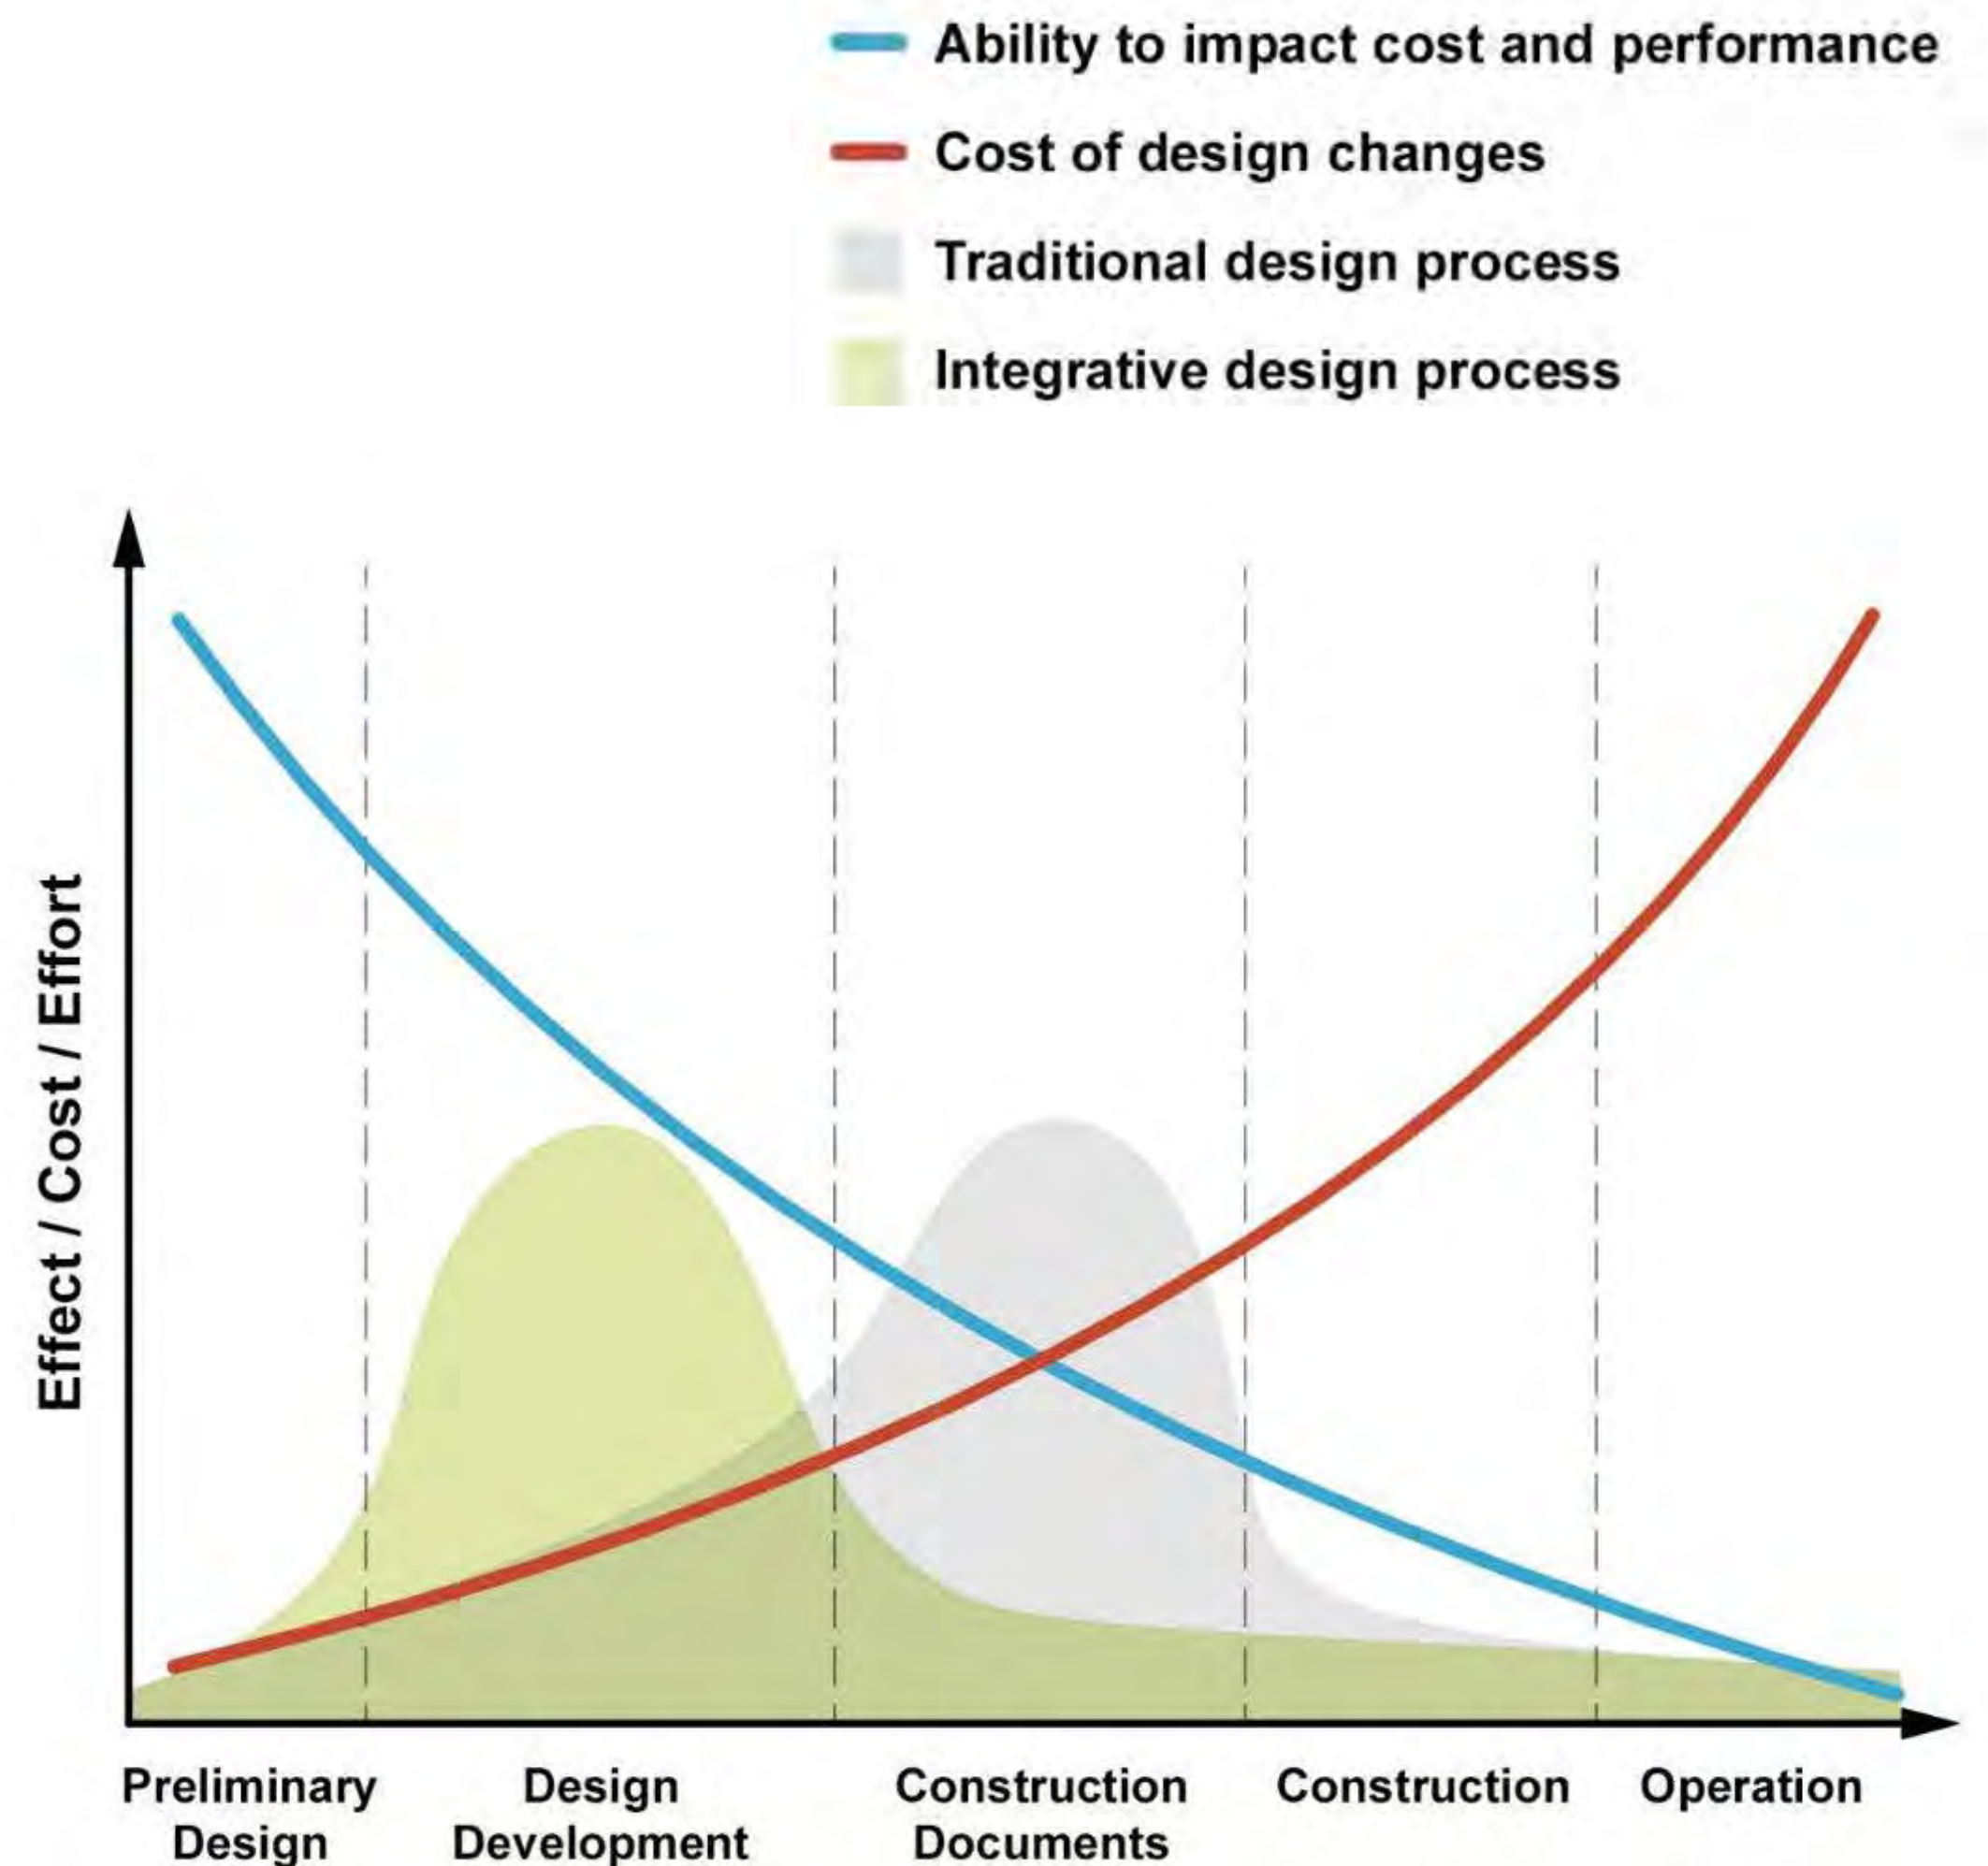 Ability to impact cost and performance
Cost of design changes
Traditional design process
Integrative design process
Effect / Cost / Effort
Preliminary
Design
Design
Development
Construction
Documents
Construction
Operation